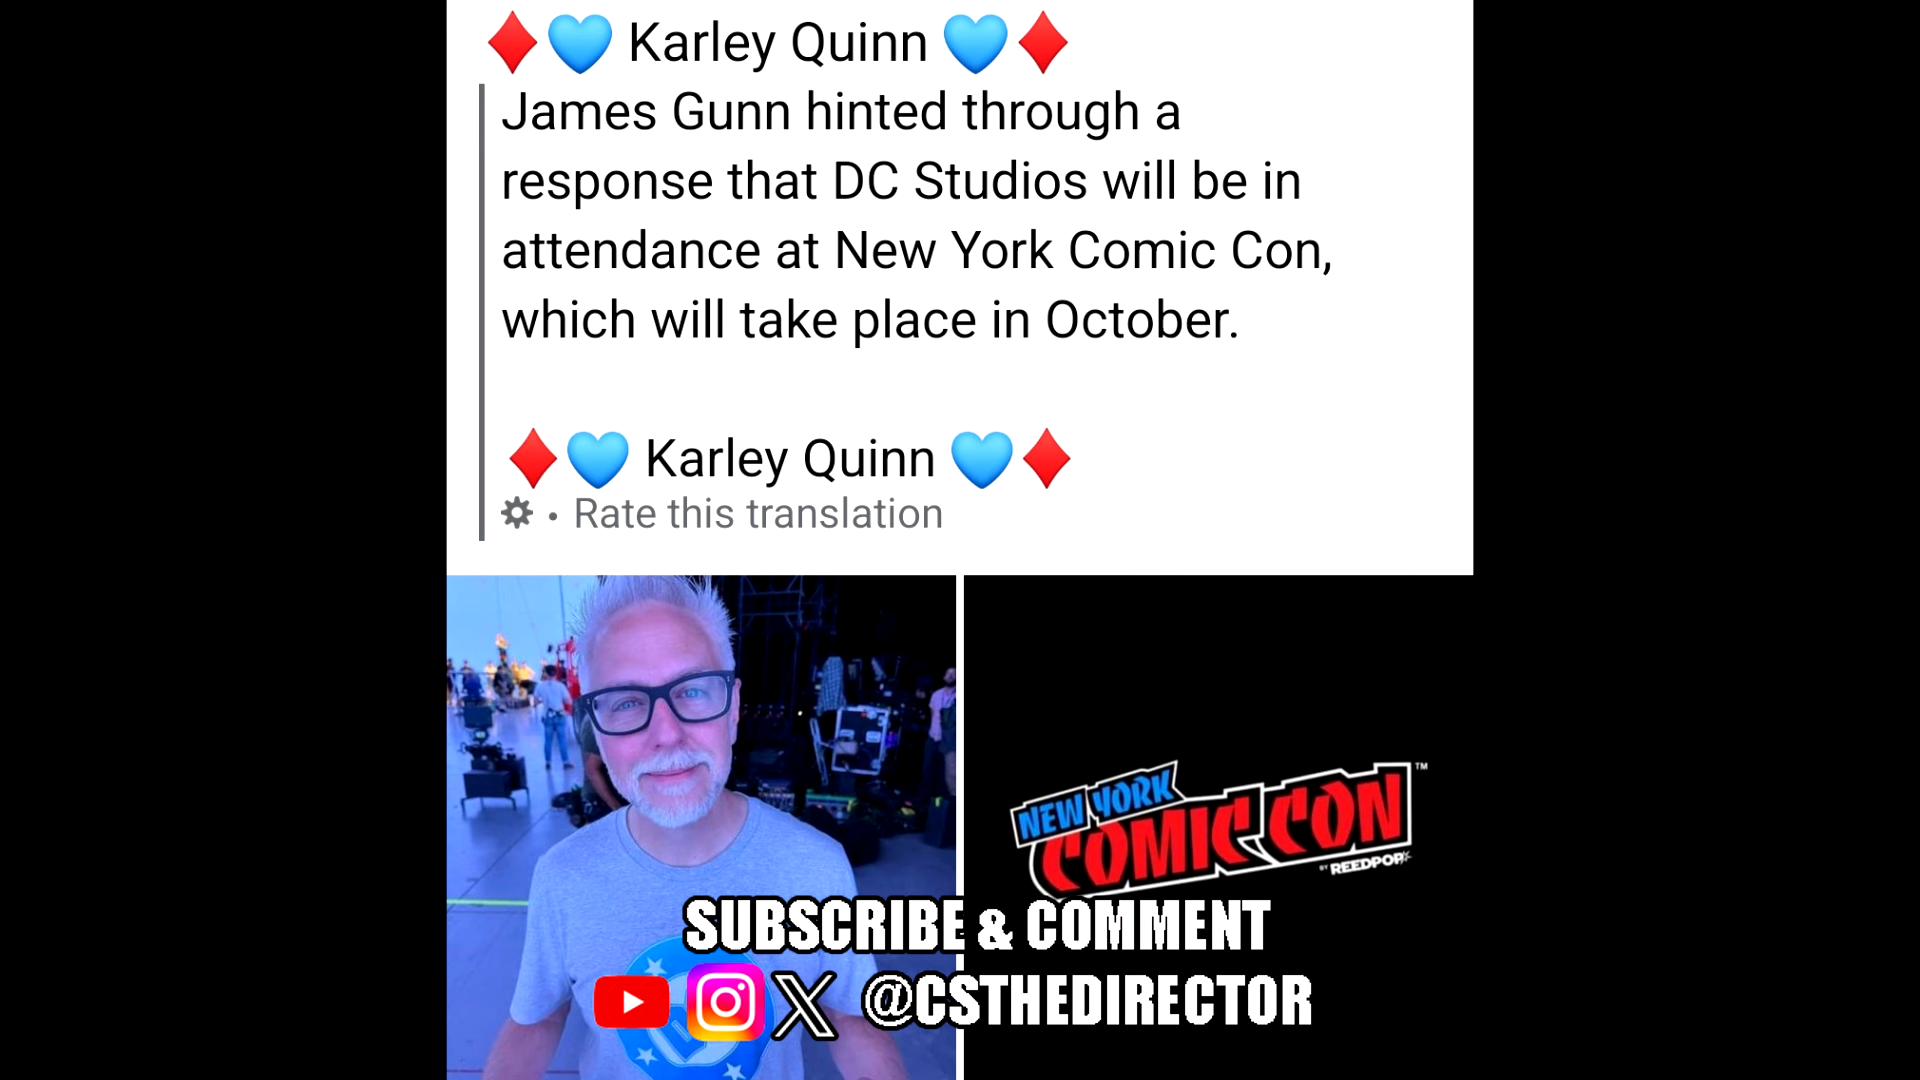 ♦️💙 Karley Quinn 💙♦️
James Gunn hinted through a
response that DC Studios will be in
attendance at New York Comic Con,
which will take place in October.
♦️💙 Karley Quinn 💙♦️
• Rate this translation
NEW YORK
COMIC CON ™
BY REEDPOP
SUBSCRIBE & COMMENT
@CSTHEDIRECTOR